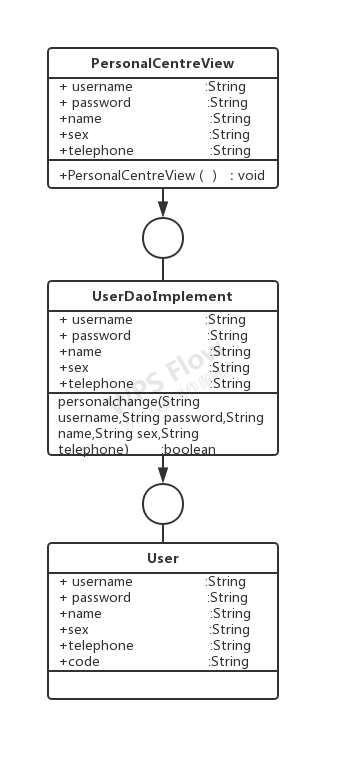 PersonalCentreView
+ username :String
+ password :String
+name :String
+sex :String
+telephone :String
+PersonalCentreView ( ) : void
UserDaoImplement
+ username :String
+ password :String
+name :String
+sex :String
+telephone :String
personalchange(String
username,String password,String
name,String sex,String
telephone) :boolean
WPS Flow
User
+ username :String
+ password :String
+name :String
+sex :String
+telephone :String
+code :String